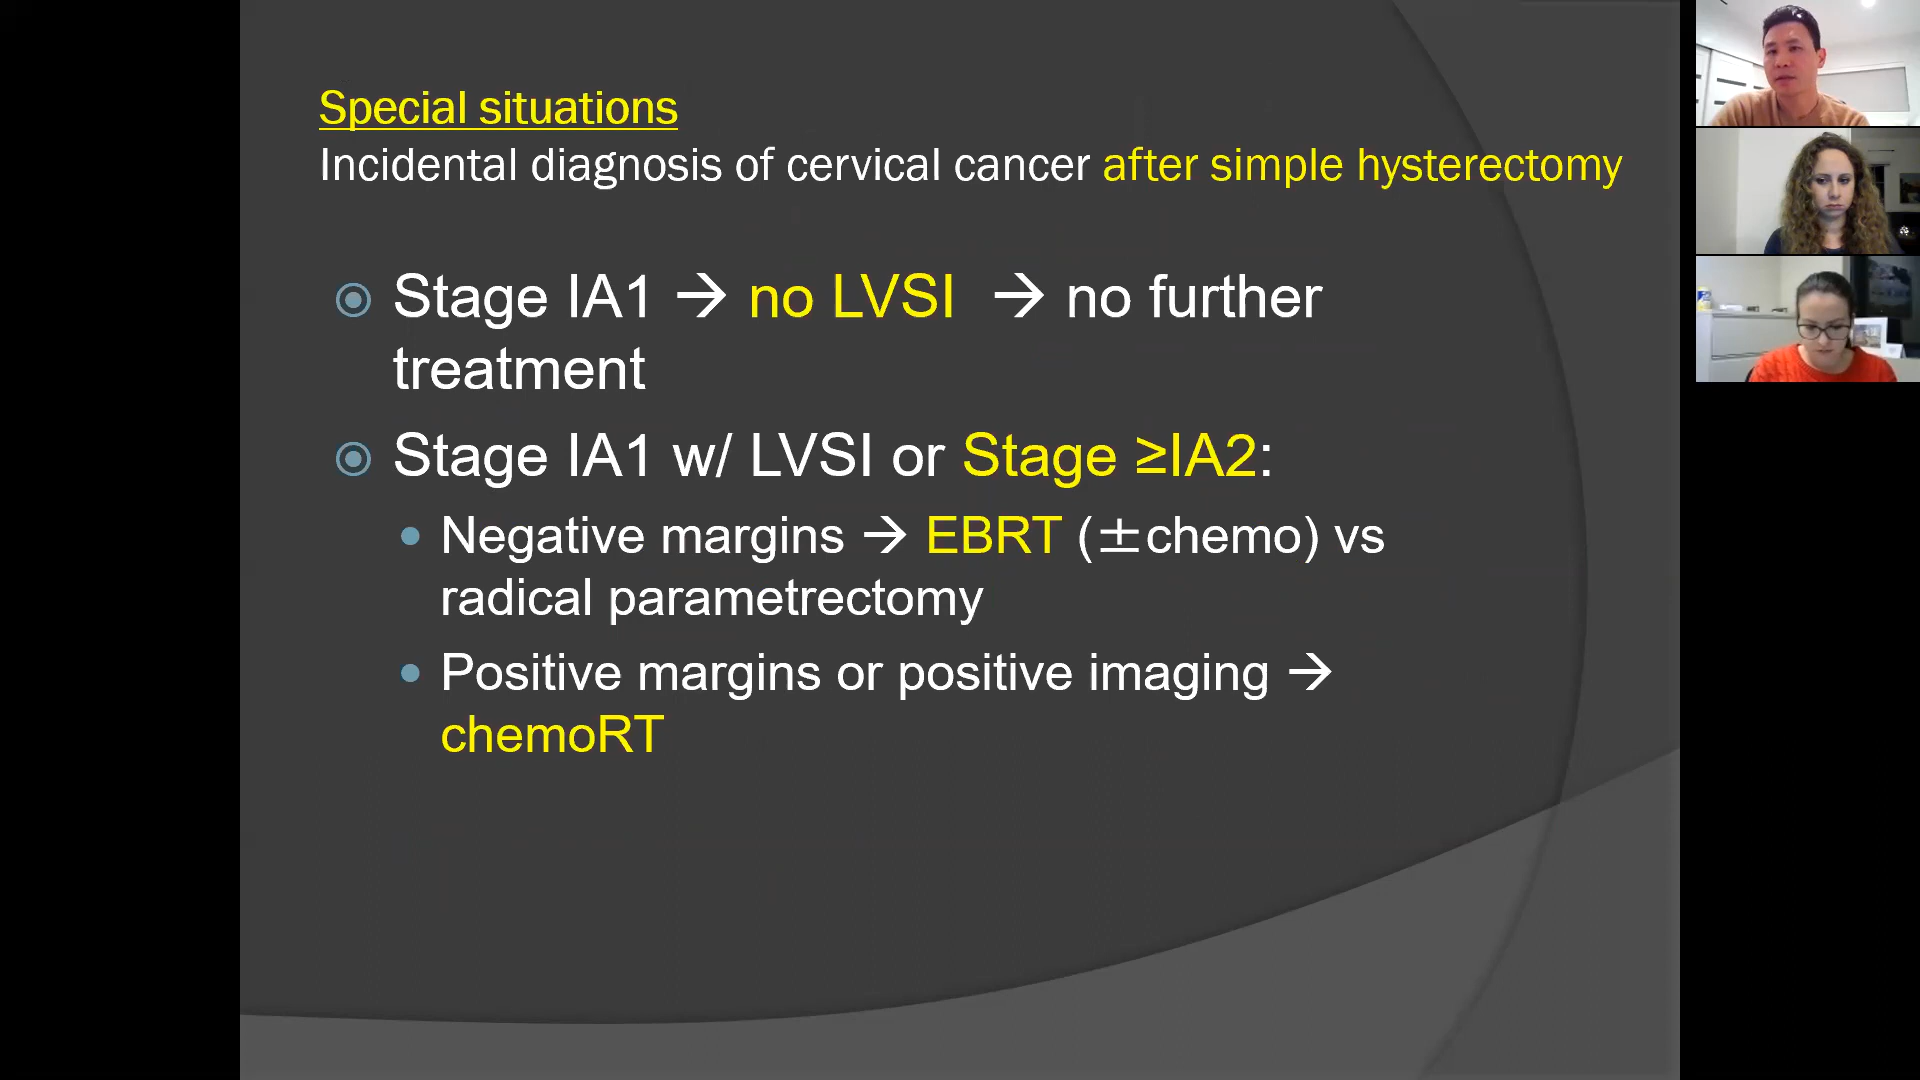 Special situations
Incidental diagnosis of cervical cancer after simple hysterectomy
Stage IA1 → no LVSI → no further
treatment
Stage IA1 w/ LVSI or Stage ≥IA2:
Negative margins → EBRT (±chemo) vs
radical parametrectomy
Positive margins or positive imaging →
chemoRT